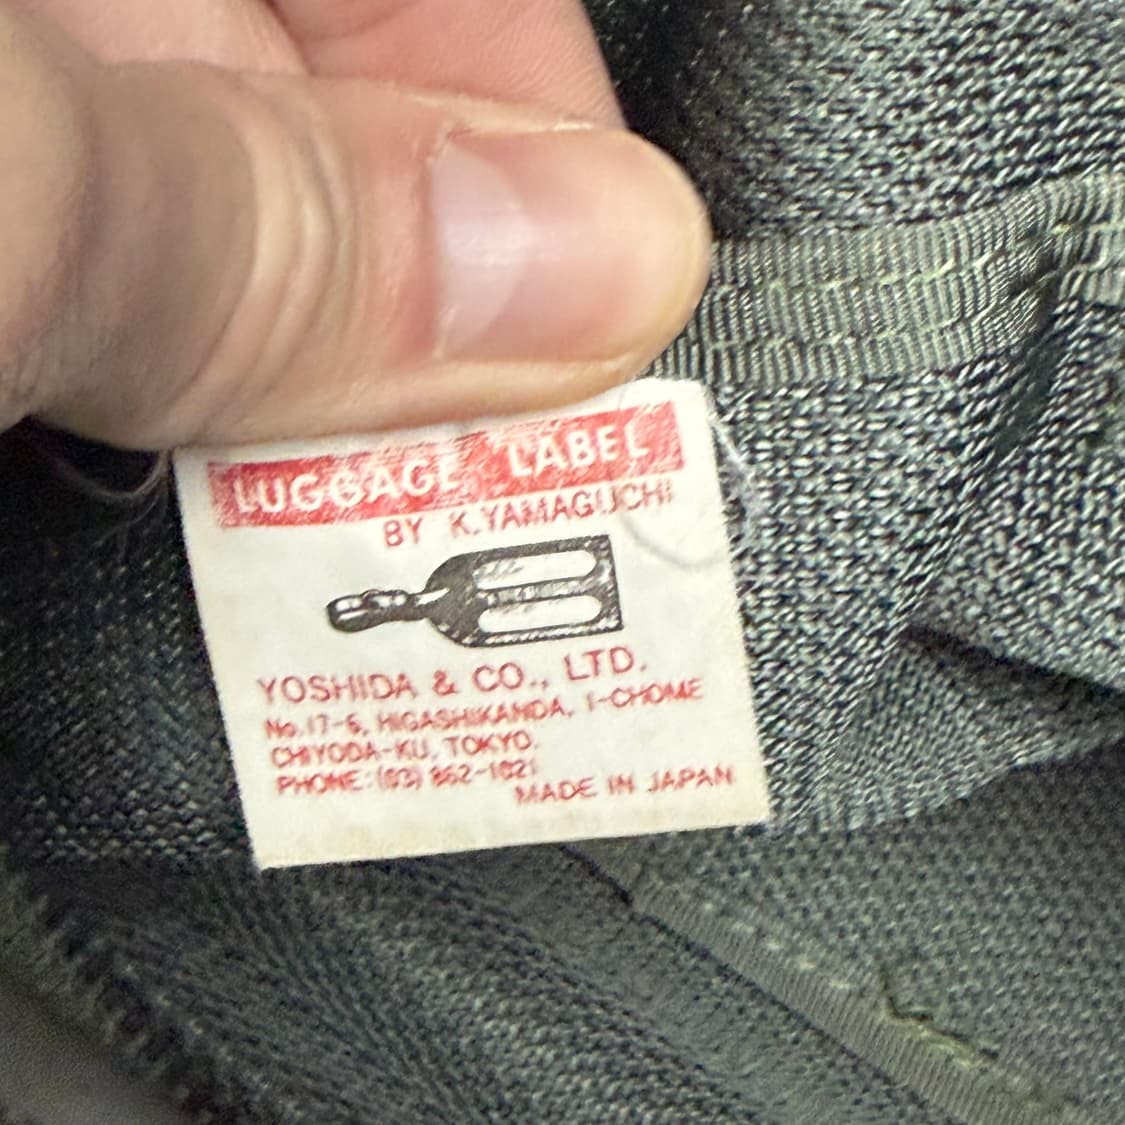 LUGGAGE LABEL
BY K.YAMAGUCHI
YOSHIDA & CO., LTD.
No.17-6, HIGASHIKANDA, 1-CHOME
CHIYODA-KU, TOKYO.
PHONE:(03) 862-1021
MADE IN JAPAN